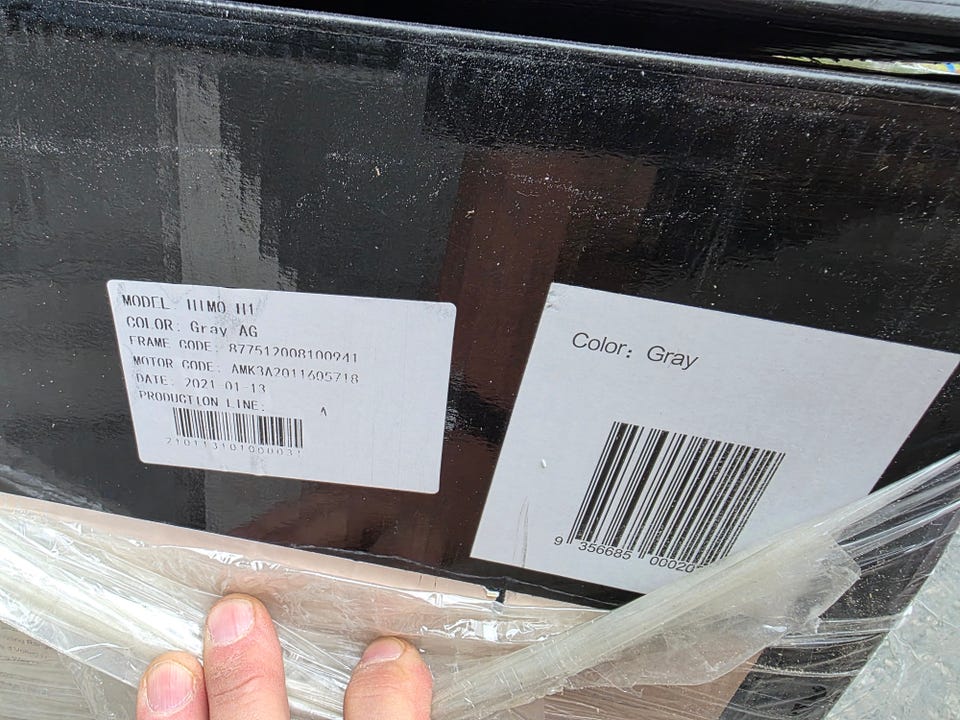 MODEL: HIMO H1
COLOR: Gray AG
FRAME CODE: 877512008100941
MOTOR CODE: AMK3A2011605718
DATE: 2021-01-13
PRODUCTION LINE: A
210113101000031
Color: Gray
9 356685 00020